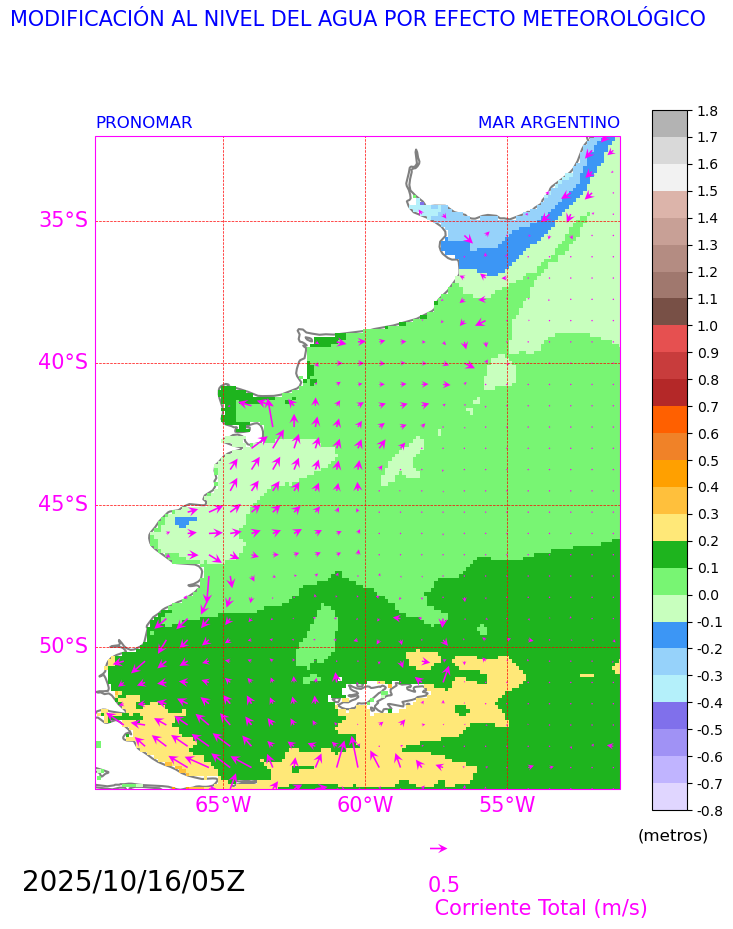 MODIFICACIÓN AL NIVEL DEL AGUA POR EFECTO METEOROLÓGICO
PRONOMAR MAR ARGENTINO
35°S
40°S
45°S
50°S
65°W 60°W 55°W
1.8
1.7
1.6
1.5
1.4
1.3
1.2
1.1
1.0
0.9
0.8
0.7
0.6
0.5
0.4
0.3
0.2
0.1
0.0
-0.1
-0.2
-0.3
-0.4
-0.5
-0.6
-0.7
-0.8
(metros)
2025/10/16/05Z
0.5
Corriente Total (m/s)